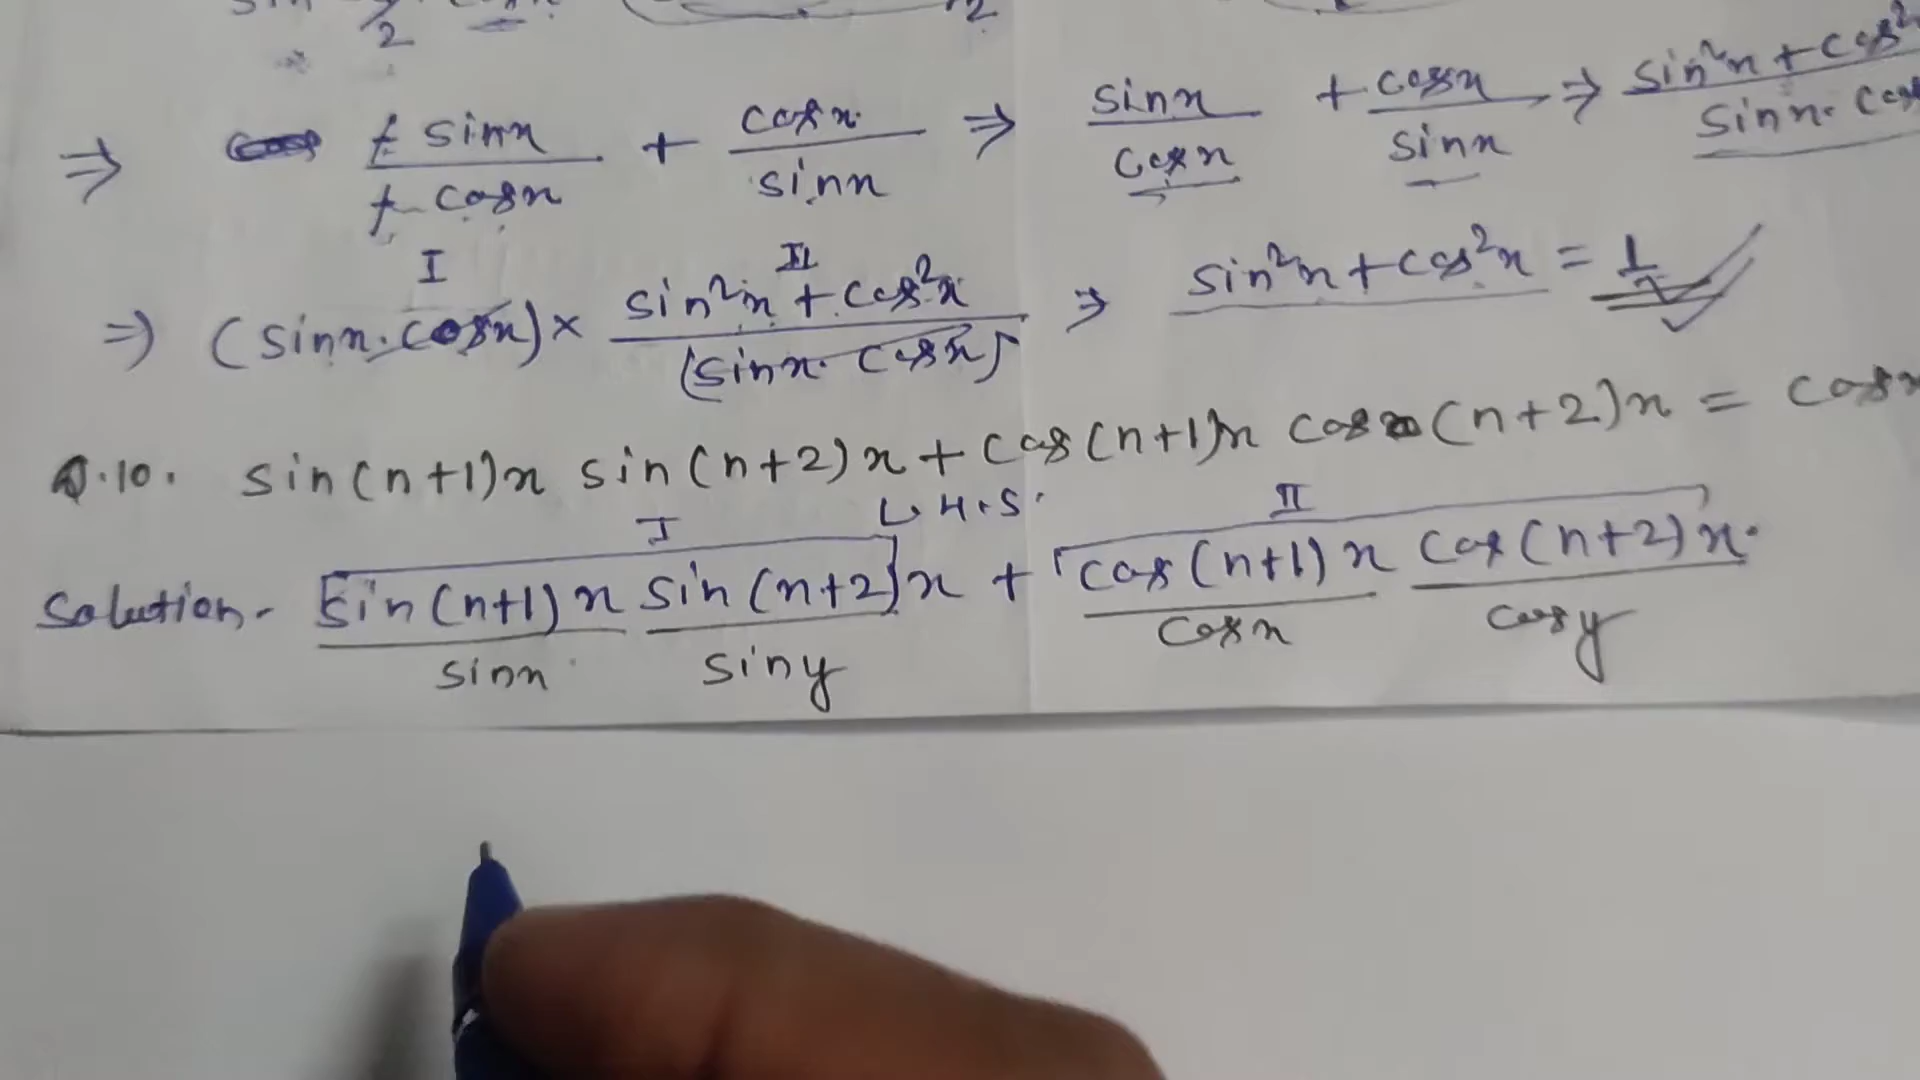 ⇒ t sinx / t cosx + cosx / sinx ⇒ sinx / cosx + cosx / sinx ⇒ sin²x + cos² / sinx. cos
I II
⇒ (sinx. cosx) × sin²x + cos²x / (sinx. cosx) ⇒ sin²x + cos²x = 1
Q.10. sin(n+1)x sin(n+2)x + cos(n+1)x cos(n+2)x = cosx
L.H.S.
I II
Solution- [sin(n+1)x sin(n+2]x + cos(n+1)x cos(n+2)x.
sinx siny cosx cosy